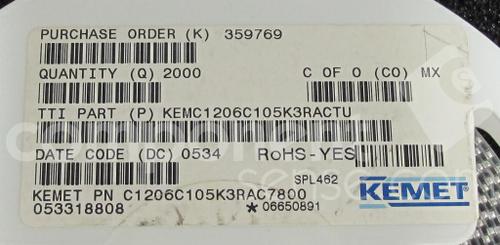 PURCHASE ORDER (K) 359769
QUANTITY (Q) 2000 C OF O (CO) MX
TTI PART (P) KEMC1206C105K3RACTU
DATE CODE (DC) 0534 RoHS-YES
SPL462
KEMET PN C1206C105K3RAC7800 KEMET
053318808 *06650891